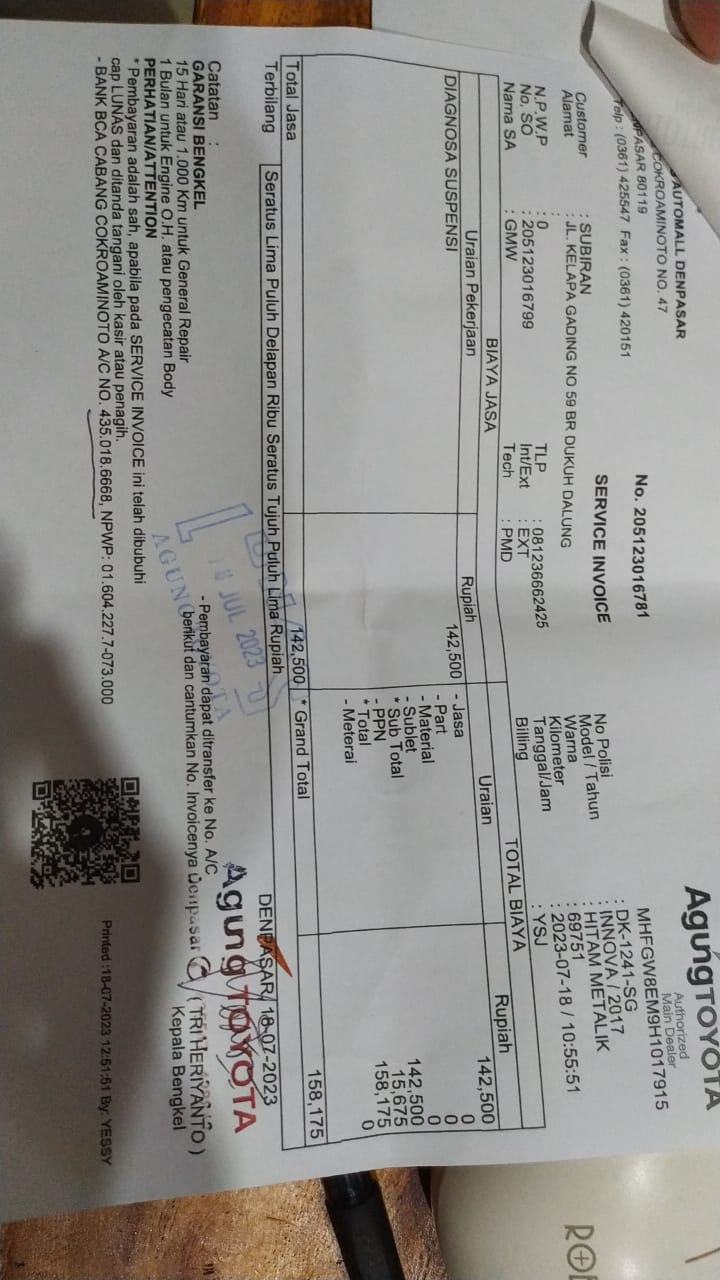 AgungTOYOTA
Authorized
Main Dealer
AUTOMALL DENPASAR
COKROAMINOTO NO. 47
NPASAR 80119
Telp : (0361) 425547 Fax : (0361) 420151
No. 205123016781
SERVICE INVOICE
MHFGW8EM9H1017915
Customer : SUBIRAN
Alamat : JL. KELAPA GADING NO 59 BR DUKUH DALUNG
:
N.P.W.P : 0 TLP : 081236662425
No. SO : 205123016799 Int/Ext : EXT
Nama SA : GMW Tech : PMD
No Polisi : DK-1241-SG
Model / Tahun : INNOVA / 2017
Warna : HITAM METALIK
Kilometer : 69751
Tanggal/Jam : 2023-07-18 / 10:55:51
Billing : YSJ
BIAYA JASA TOTAL BIAYA
Uraian Pekerjaan Rupiah Uraian Rupiah
DIAGNOSA SUSPENSI 142,500
- Jasa 142,500
- Part 0
- Material 0
- Sublet 0
* Sub Total 142,500
- PPN 15,675
* Total 158,175
- Meterai 0
Total Jasa 142,500 * Grand Total 158,175
Terbilang Seratus Lima Puluh Delapan Ribu Seratus Tujuh Puluh Lima Rupiah
DENPASAR, 18-07-2023
18 JUL 2023
AGUNG TOYOTA
Agung TOYOTA
Denpasar
Catatan :
GARANSI BENGKEL
15 Hari atau 1.000 Km untuk General Repair
1 Bulan untuk Engine O.H. atau pengecatan Body
PERHATIAN/ATTENTION
* Pembayaran adalah sah, apabila pada SERVICE INVOICE ini telah dibubuhi
cap LUNAS dan ditanda tangani oleh kasir atau penagih.
- BANK BCA CABANG COKROAMINOTO A/C NO. 435.018.6668, NPWP: 01.604.227.7-073.000
- Pembayaran dapat ditransfer ke No. A/C
berikut dan cantumkan No. Invoicenya
( TRI HERIYANTO )
Kepala Bengkel
Printed :18-07-2023 12:51:51 By: YESSY